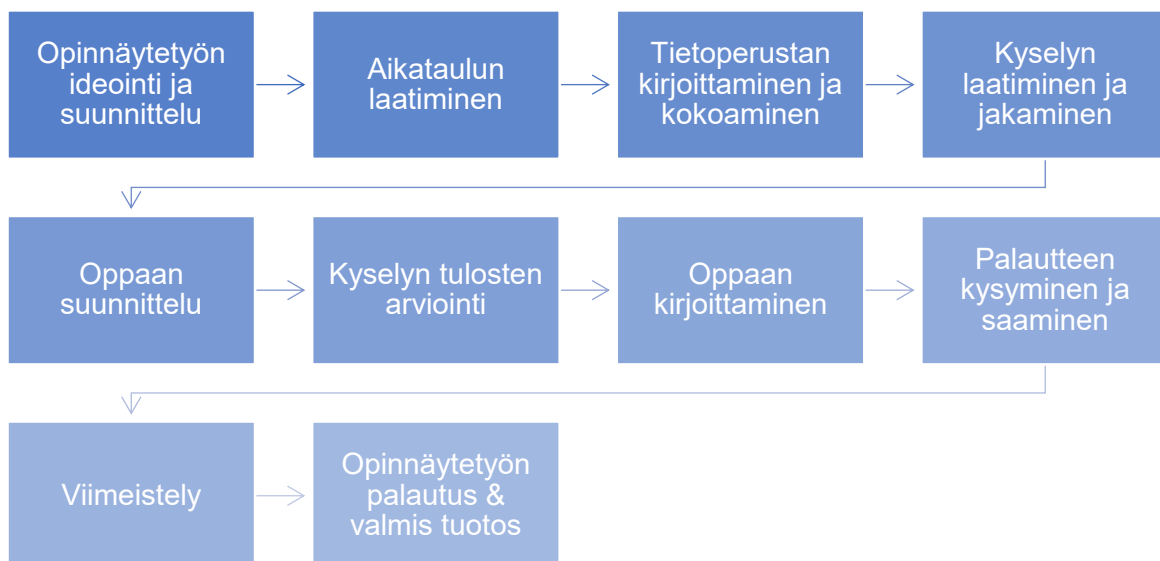 Opinnäytetyön
ideointi ja
suunnittelu
Aikataulun
laatiminen
Tietoperustan
kirjoittaminen ja
kokoaminen
Kyselyn
laatiminen ja
jakaminen
Oppaan
suunnittelu
Kyselyn tulosten
arviointi
Oppaan
kirjoittaminen
Palautteen
kysyminen ja
saaminen
Viimeistely
Opinnäytetyön
palautus &
valmis tuotos